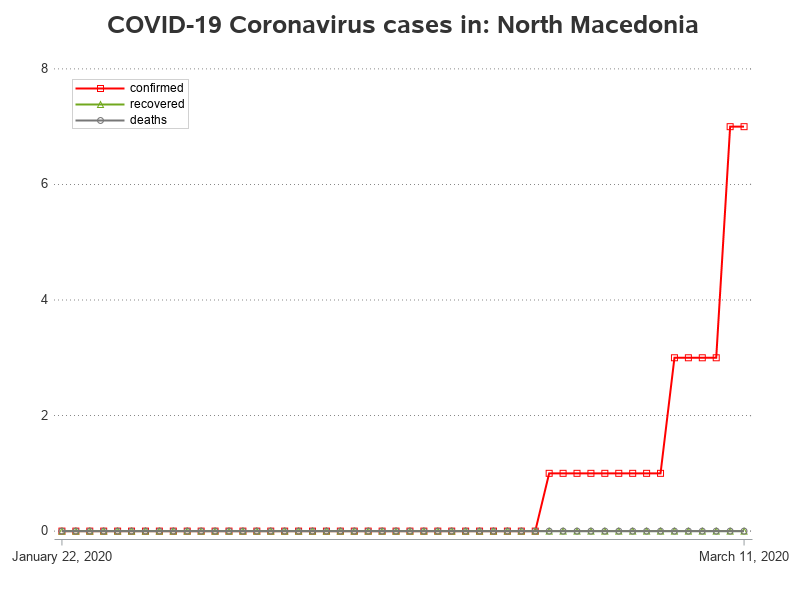 COVID-19 Coronavirus cases in: North Macedonia
8
confirmed
recovered
deaths
6
4
2
0
January 22, 2020
March 11, 2020